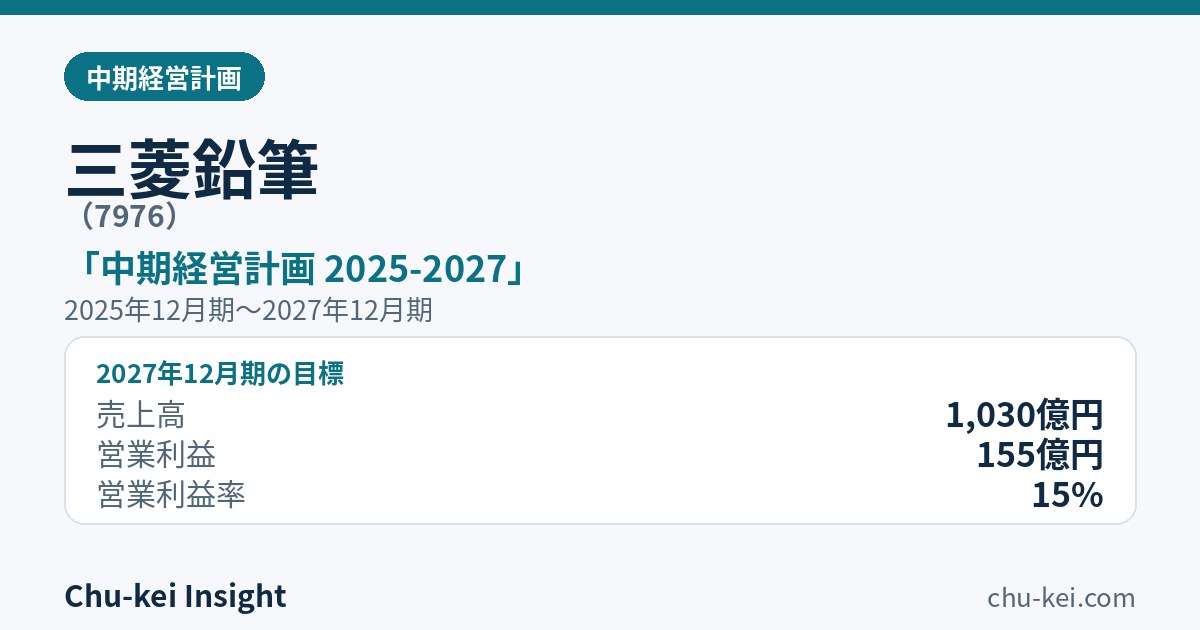 中期経営計画
三菱鉛筆
（7976）
「中期経営計画 2025-2027」
2025年12月期〜2027年12月期
2027年12月期の目標
売上高 1,030億円
営業利益 155億円
営業利益率 15%
Chu-kei Insight chu-kei.com